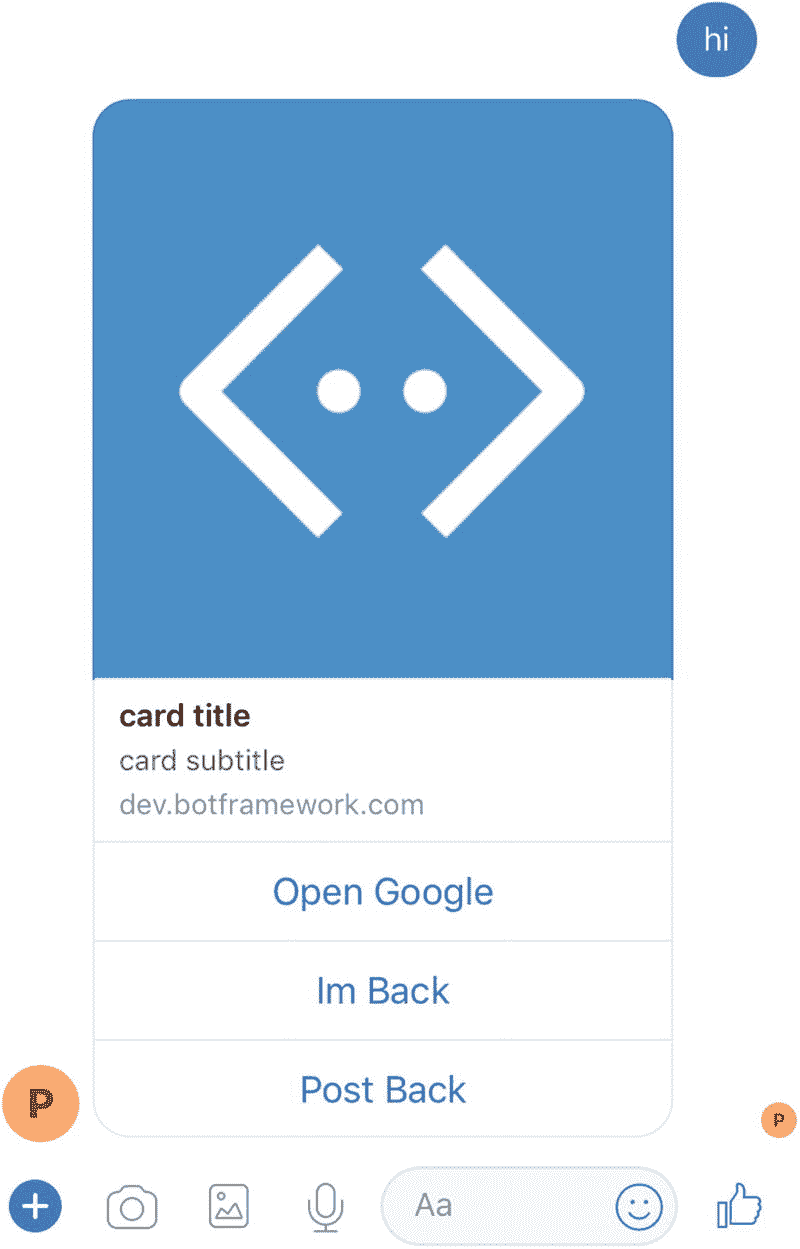 hi
card title
card subtitle
dev.botframework.com
Open Google
Im Back
Post Back
P
P
Aa